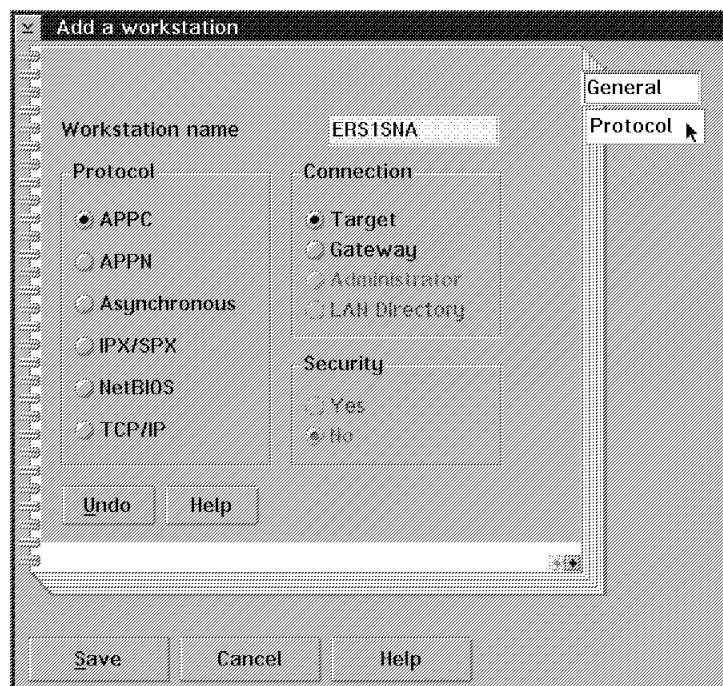 Add a workstation
General
Protocol
Workstation name ERS1SNA
Protocol
APPC
APPN
Asynchronous
IPX/SPX
NetBIOS
TCP/IP
Connection
Target
Gateway
Administrator
LAN Directory
Security
Yes
No
Undo Help
Save Cancel Help